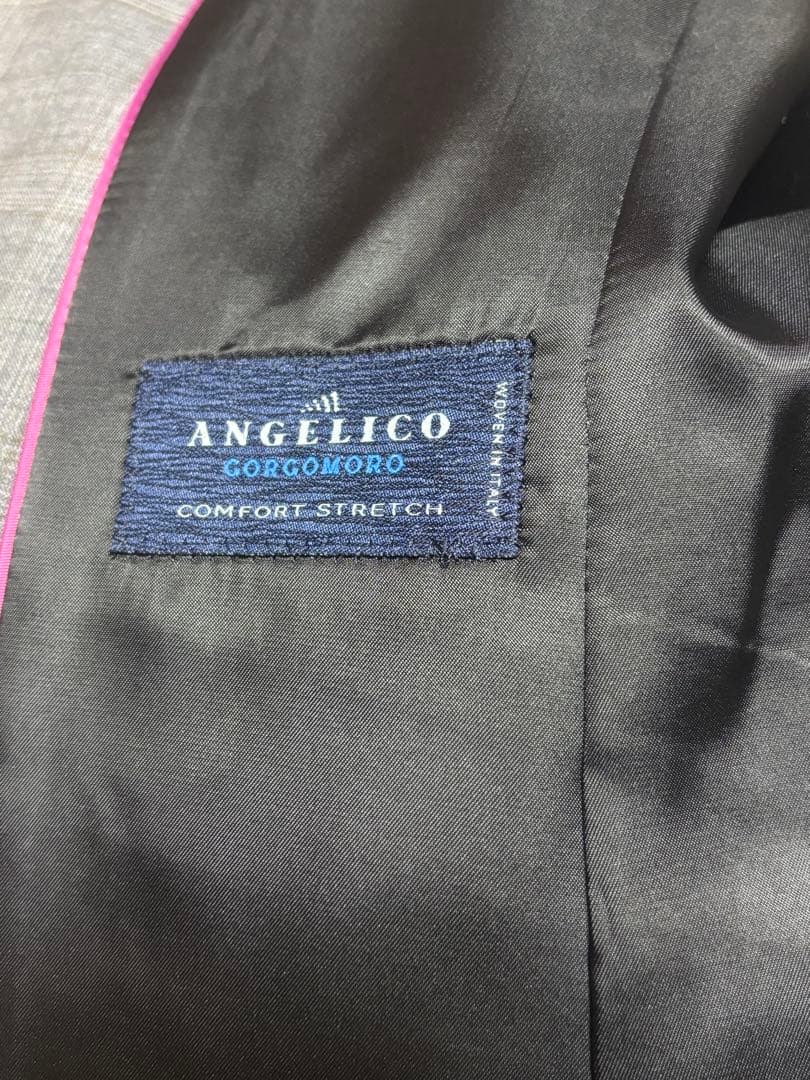 ANGELICO
GORGOMORO
COMFORT STRETCH
WOVEN IN ITALY